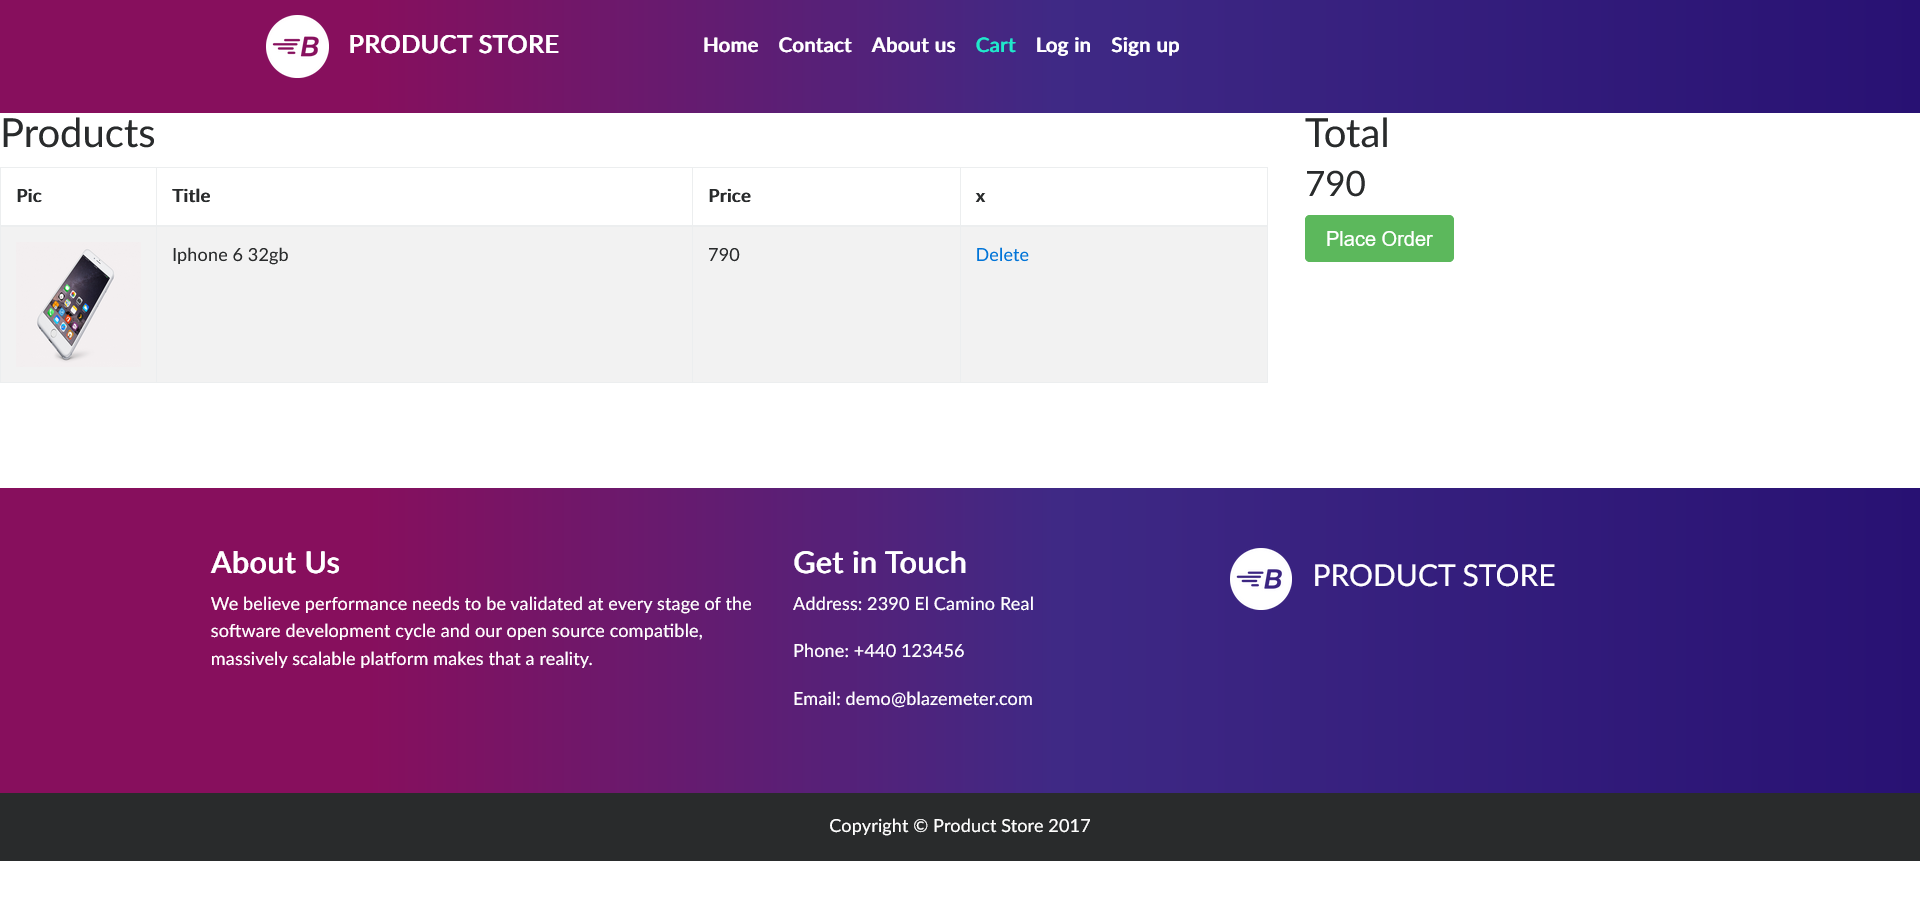 B PRODUCT STORE
Home Contact About us Cart Log in Sign up
Products
Pic Title Price x
Iphone 6 32gb 790 Delete
Total
790
Place Order
About Us
We believe performance needs to be validated at every stage of the
software development cycle and our open source compatible,
massively scalable platform makes that a reality.
Get in Touch
Address: 2390 El Camino Real
Phone: +440 123456
Email: demo@blazemeter.com
B PRODUCT STORE
Copyright © Product Store 2017